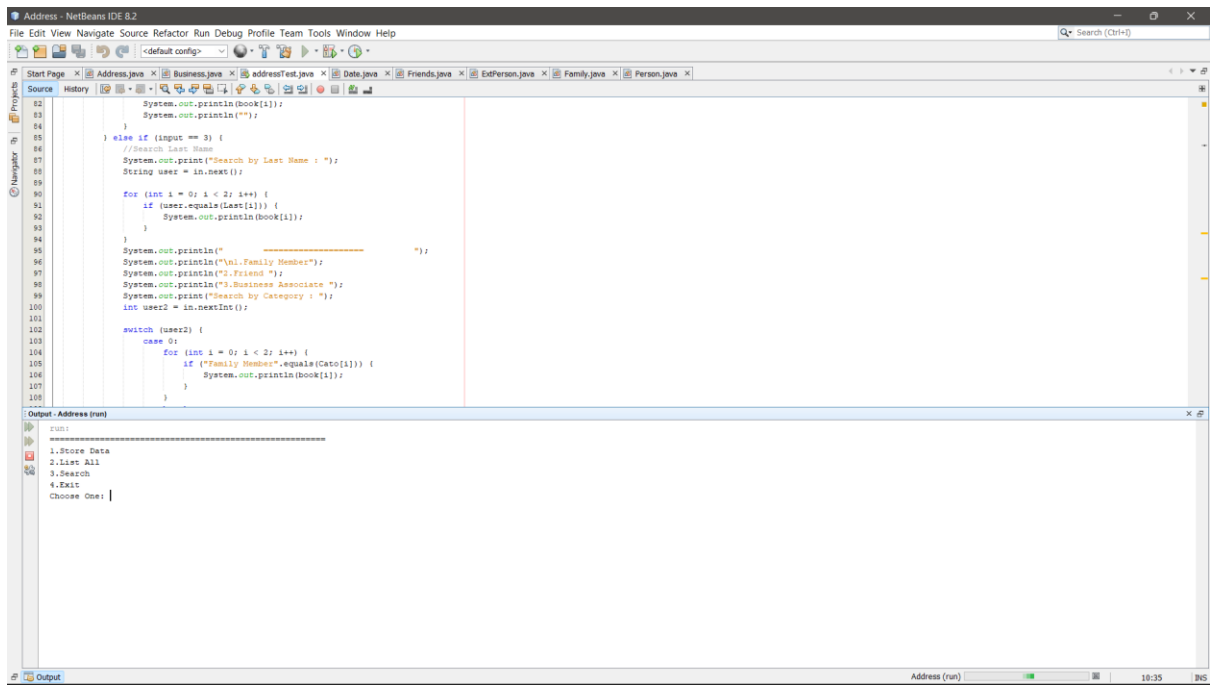 Address - NetBeans IDE 8.2
File Edit View Navigate Source Refactor Run Debug Profile Team Tools Window Help
Search (Ctrl+I)
<default config>
Start Page Address.java Business.java addressTest.java Date.java Friends.java ExtPerson.java Family.java Person.java
Projects
Navigator
Source History
82 System.out.println(book[i]);
83 System.out.println("");
84 }
85 } else if (input == 3) {
86 //Search Last Name
87 System.out.print("Search by Last Name : ");
88 String user = in.next();
89
90 for (int i = 0; i < 2; i++) {
91 if (user.equals(Last[i])) {
92 System.out.println(book[i]);
93 }
94 }
95 System.out.println("        ====================          ");
96 System.out.println("\n1.Family Member");
97 System.out.println("2.Friend ");
98 System.out.println("3.Business Associate ");
99 System.out.print("Search by Category : ");
100 int user2 = in.nextInt();
101
102 switch (user2) {
103 case 0:
104 for (int i = 0; i < 2; i++) {
105 if ("Family Member".equals(Cato[i])) {
106 System.out.println(book[i]);
107 }
108 }
Output - Address (run)
run:
=======================================================
1.Store Data
2.List All
3.Search
4.Exit
Choose One:
Output
Address (run)
10:35
INS